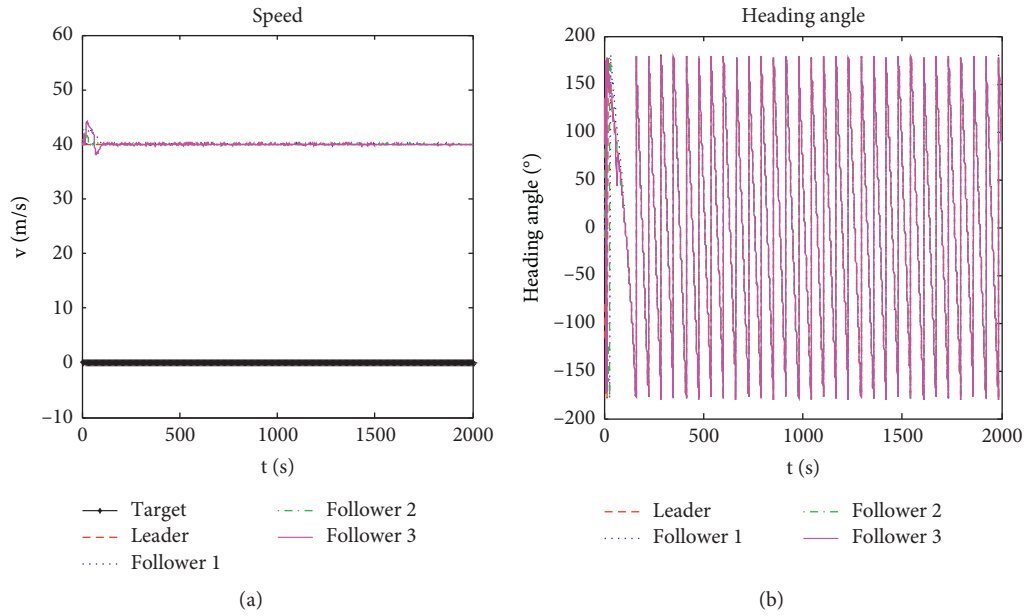 Speed
60
50
40
30
20
10
0
−10
v (m/s)
0 500 1000 1500 2000
t (s)
Target
Leader
Follower 1
Follower 2
Follower 3
(a)
Heading angle
200
150
100
50
0
−50
−100
−150
−200
Heading angle (°)
0 500 1000 1500 2000
t (s)
Leader
Follower 1
Follower 2
Follower 3
(b)